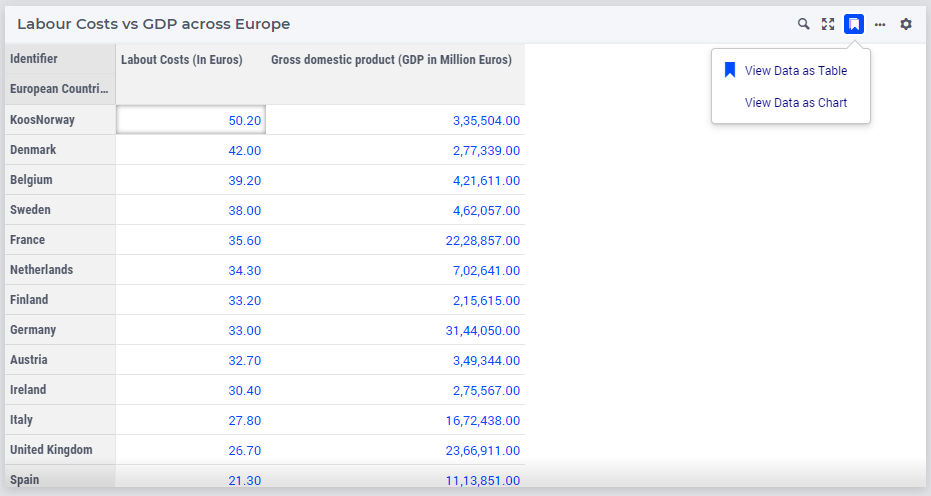 Labour Costs vs GDP across Europe
View Data as Table
View Data as Chart
Identifier Labout Costs (In Euros) Gross domestic product (GDP in Million Euros)
European Countri...
KoosNorway 50.20 3,35,504.00
Denmark 42.00 2,77,339.00
Belgium 39.20 4,21,611.00
Sweden 38.00 4,62,057.00
France 35.60 22,28,857.00
Netherlands 34.30 7,02,641.00
Finland 33.20 2,15,615.00
Germany 33.00 31,44,050.00
Austria 32.70 3,49,344.00
Ireland 30.40 2,75,567.00
Italy 27.80 16,72,438.00
United Kingdom 26.70 23,66,911.00
Spain 21.30 11,13,851.00